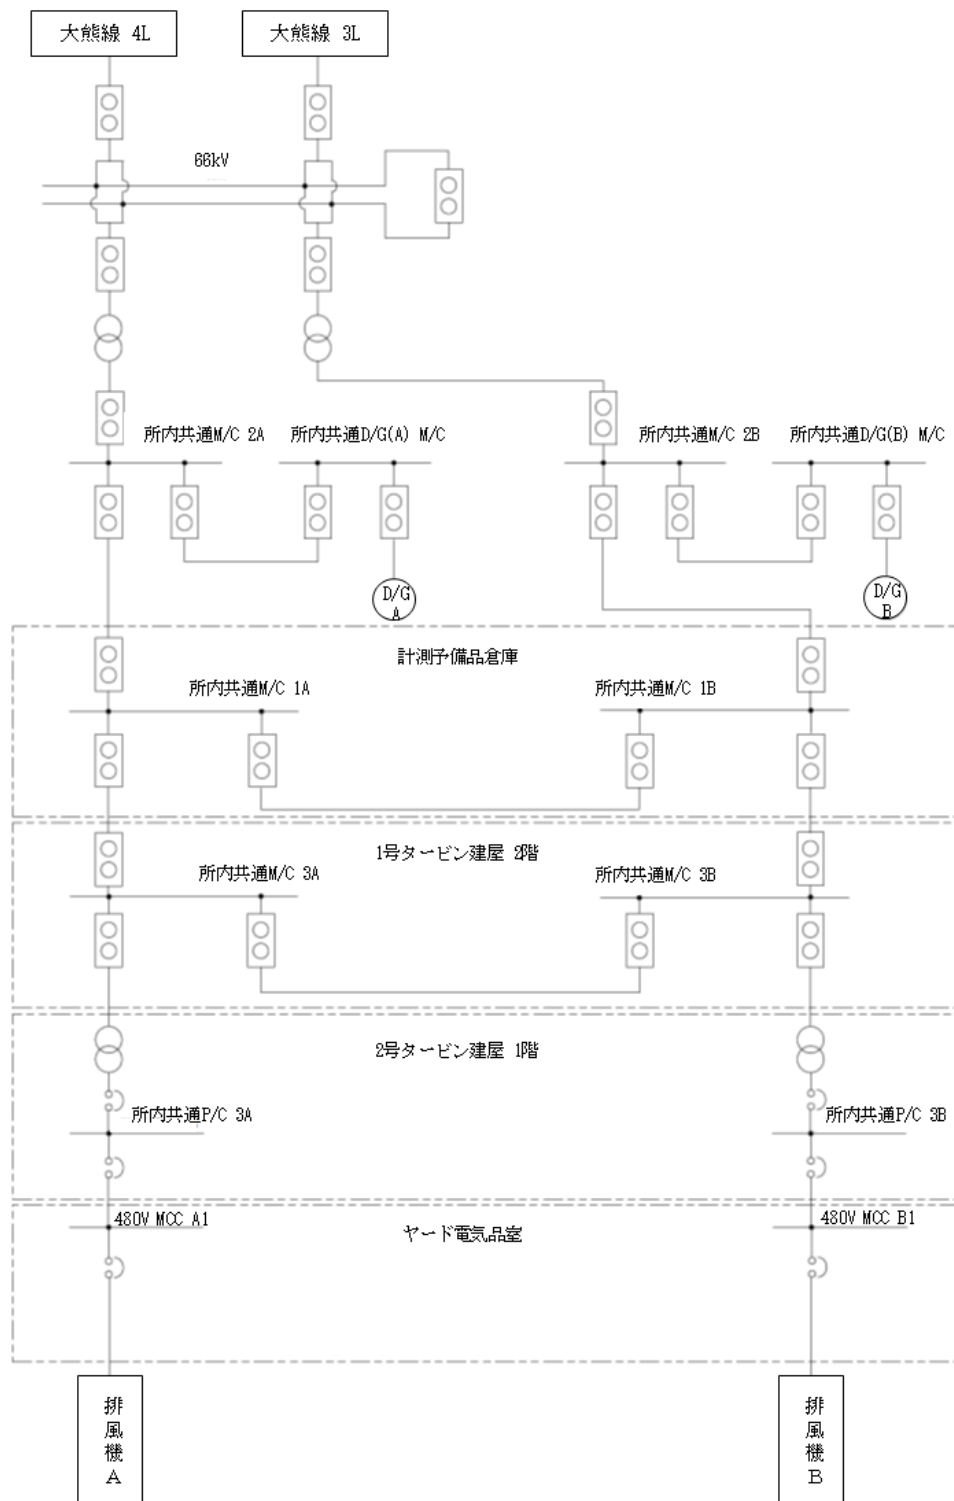 大熊線 4L
大熊線 3L
66kV
所内共通M/C 2A
所内共通D/G(A) M/C
所内共通M/C 2B
所内共通D/G(B) M/C
D/G
A
D/G
B
計測予備品倉庫
所内共通M/C 1A
所内共通M/C 1B
1号タービン建屋 2階
所内共通M/C 3A
所内共通M/C 3B
2号タービン建屋 1階
所内共通P/C 3A
所内共通P/C 3B
480V MCC A1
ヤード電気品室
480V MCC B1
排
風
機
A
排
風
機
B